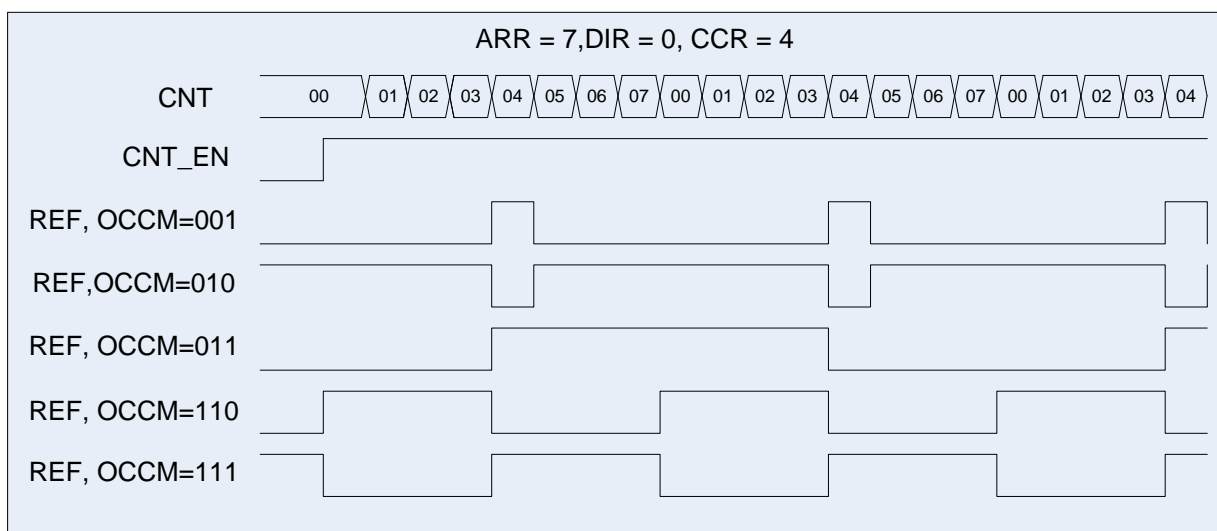 ARR = 7,DIR = 0, CCR = 4
CNT 00 01 02 03 04 05 06 07 00 01 02 03 04 05 06 07 00 01 02 03 04
CNT_EN
REF, OCCM=001
REF,OCCM=010
REF, OCCM=011
REF, OCCM=110
REF, OCCM=111